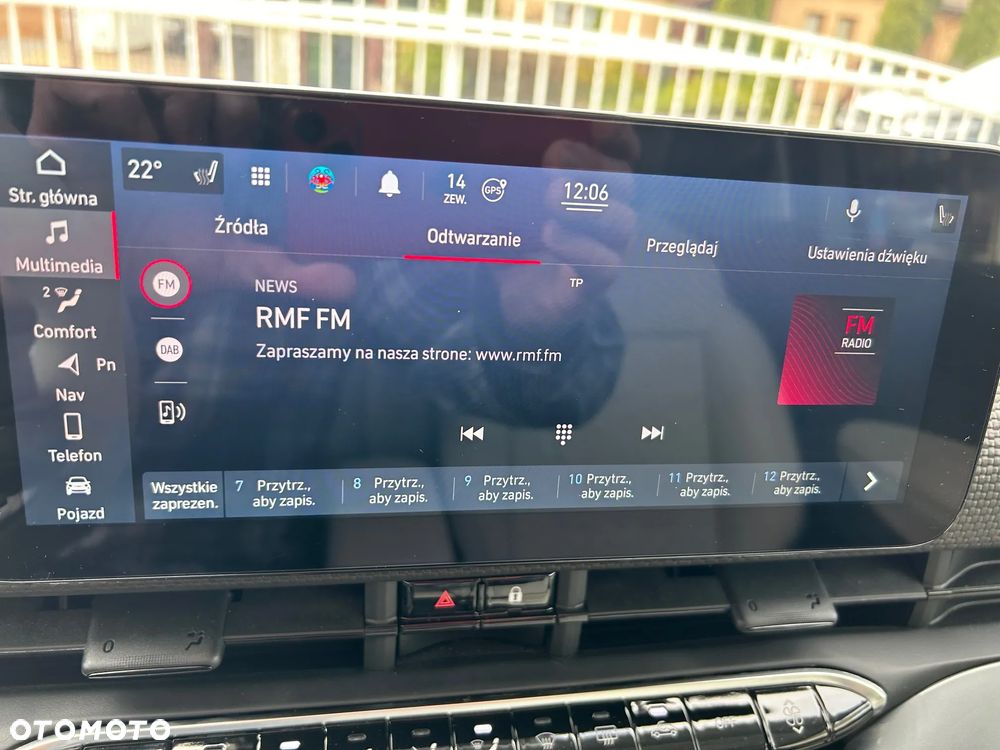 22°
14
ZEW.
GPS
12:06
Str. główna
Źródła
Odtwarzanie
Przeglądaj
Ustawienia dźwięku
Multimedia
FM
NEWS
TP
RMF FM
Zapraszamy na nasza strone: www.rmf.fm
FM
RADIO
2
Comfort
DAB
Pn
Nav
Telefon
Pojazd
Wszystkie
zaprezen.
7 Przytrz.,
aby zapis.
8 Przytrz.,
aby zapis.
9 Przytrz.,
aby zapis.
10 Przytrz.,
aby zapis.
11 Przytrz.,
aby zapis.
12 Przytrz.,
aby zapis.
0
0
OFF
OTOMOTO